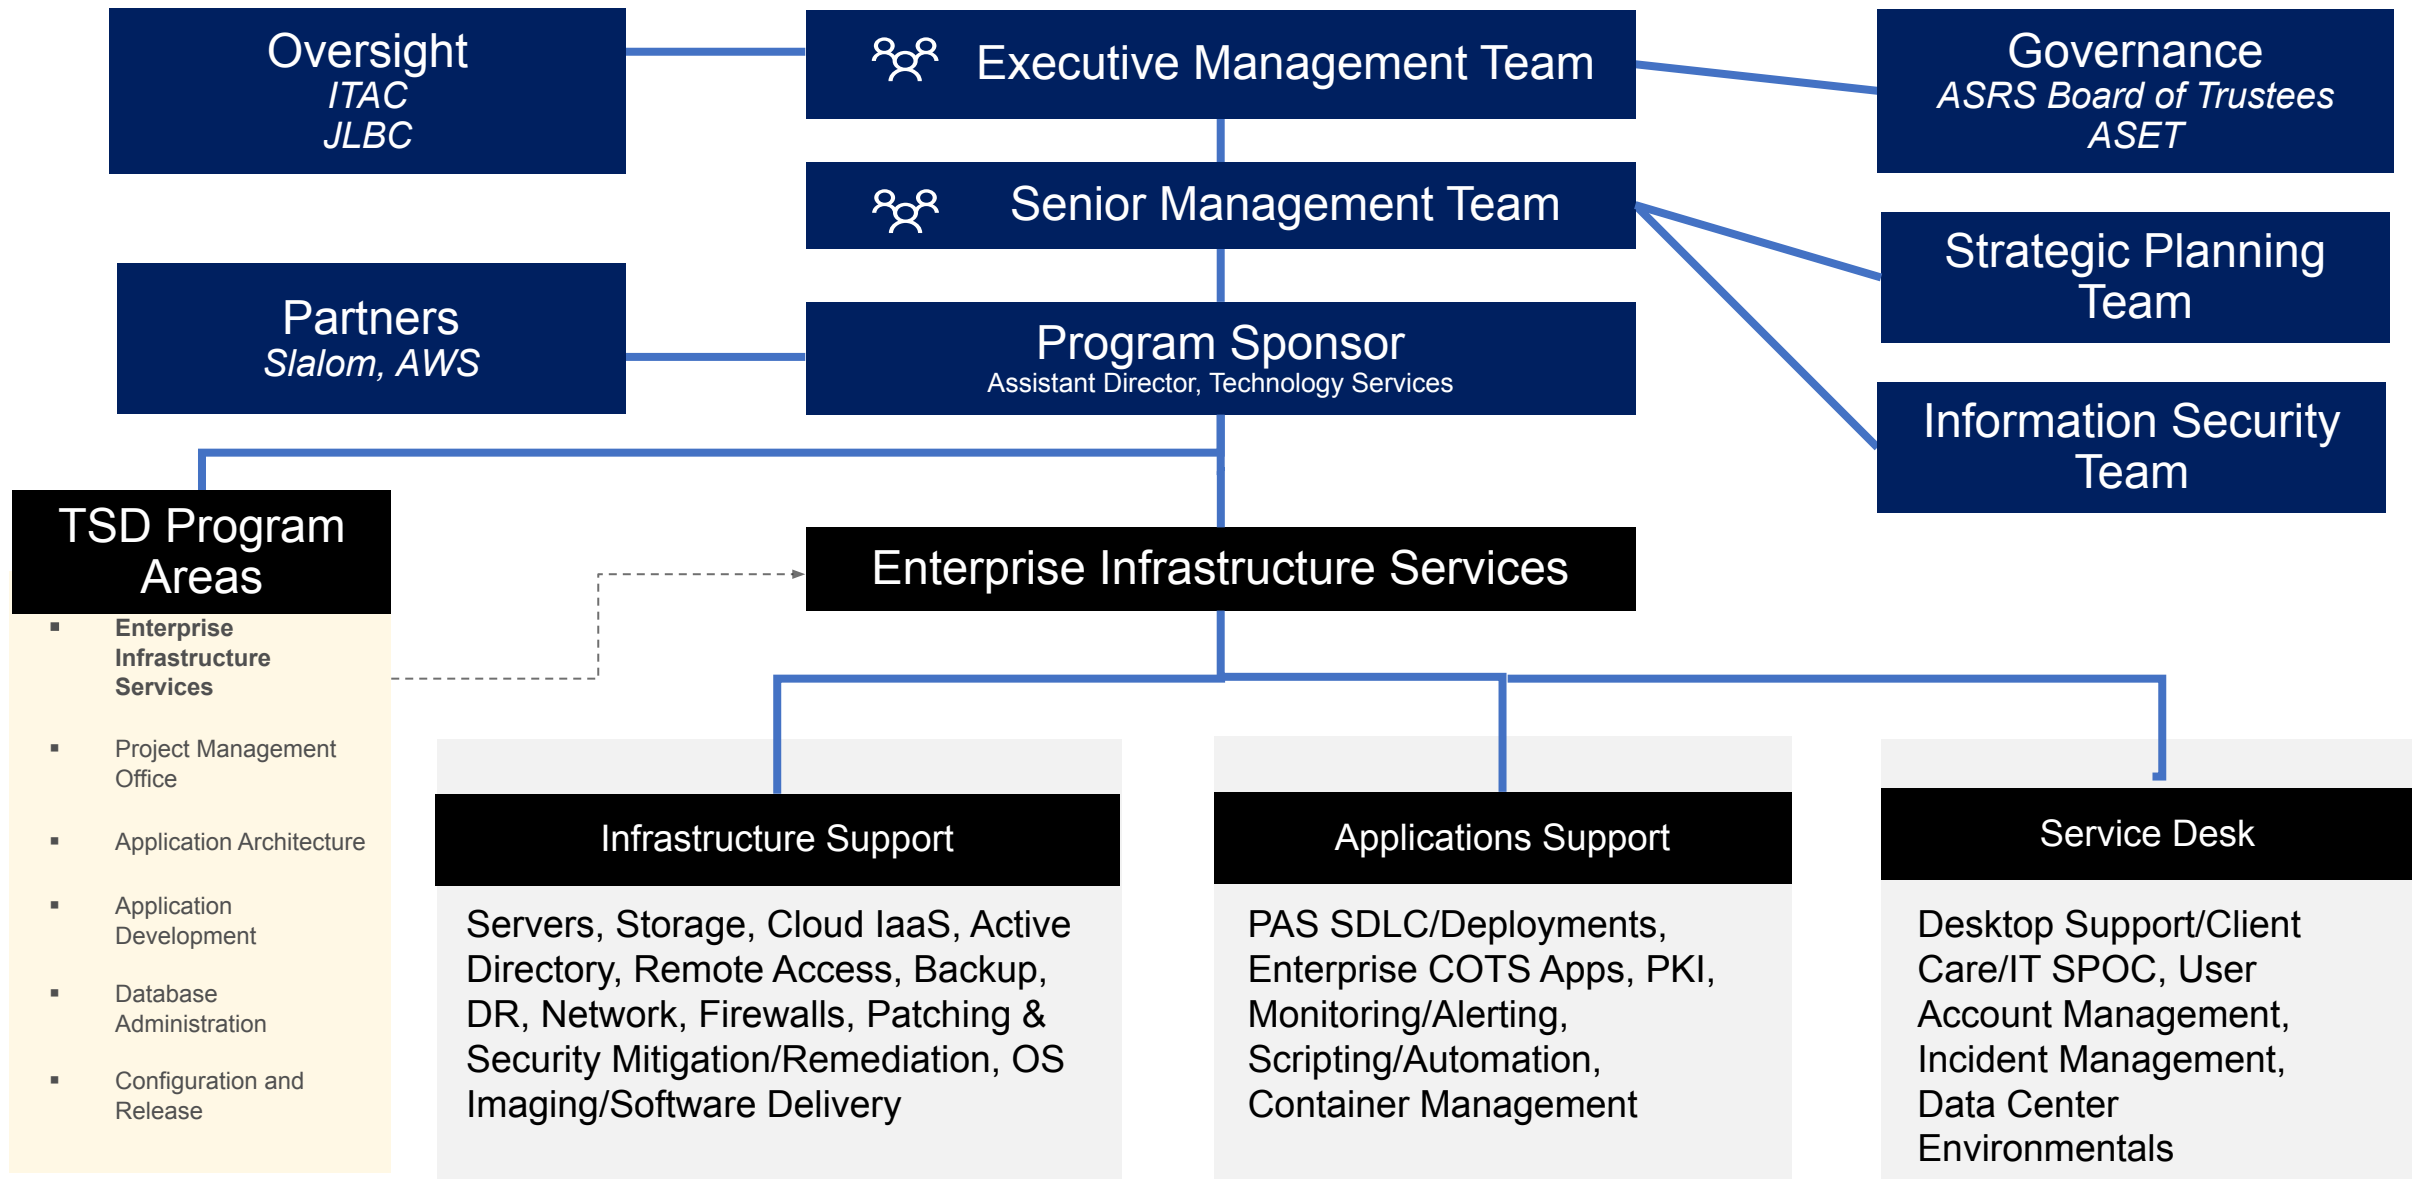 Oversight
ITAC
JLBC
Executive Management Team
Governance
ASRS Board of Trustees
ASET
Senior Management Team
Strategic Planning
Team
Partners
Slalom, AWS
Program Sponsor
Assistant Director, Technology Services
Information Security
Team
TSD Program
Areas
▪ Enterprise
Infrastructure
Services
▪ Project Management
Office
▪ Application Architecture
▪ Application
Development
▪ Database
Administration
▪ Configuration and
Release
Enterprise Infrastructure Services
Infrastructure Support
Servers, Storage, Cloud IaaS, Active
Directory, Remote Access, Backup,
DR, Network, Firewalls, Patching &
Security Mitigation/Remediation, OS
Imaging/Software Delivery
Applications Support
PAS SDLC/Deployments,
Enterprise COTS Apps, PKI,
Monitoring/Alerting,
Scripting/Automation,
Container Management
Service Desk
Desktop Support/Client
Care/IT SPOC, User
Account Management,
Incident Management,
Data Center
Environmentals